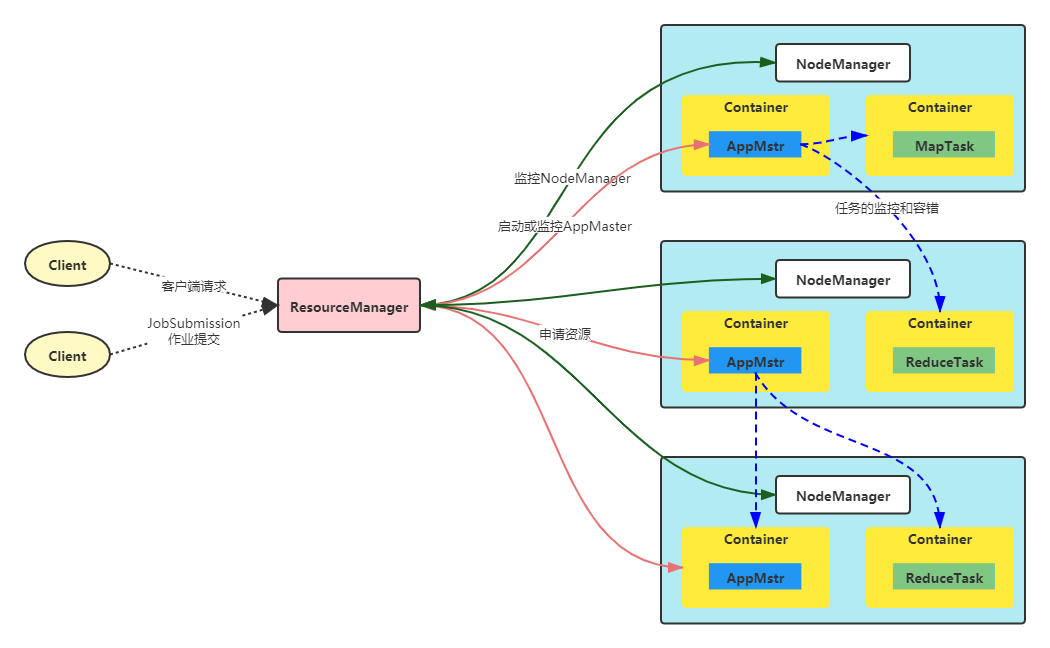 Client
Client
客户端请求
JobSubmission
作业提交
ResourceManager
监控NodeManager
启动或监控AppMaster
申请资源
NodeManager
Container
AppMstr
Container
MapTask
任务的监控和容错
NodeManager
Container
AppMstr
Container
ReduceTask
NodeManager
Container
AppMstr
Container
ReduceTask